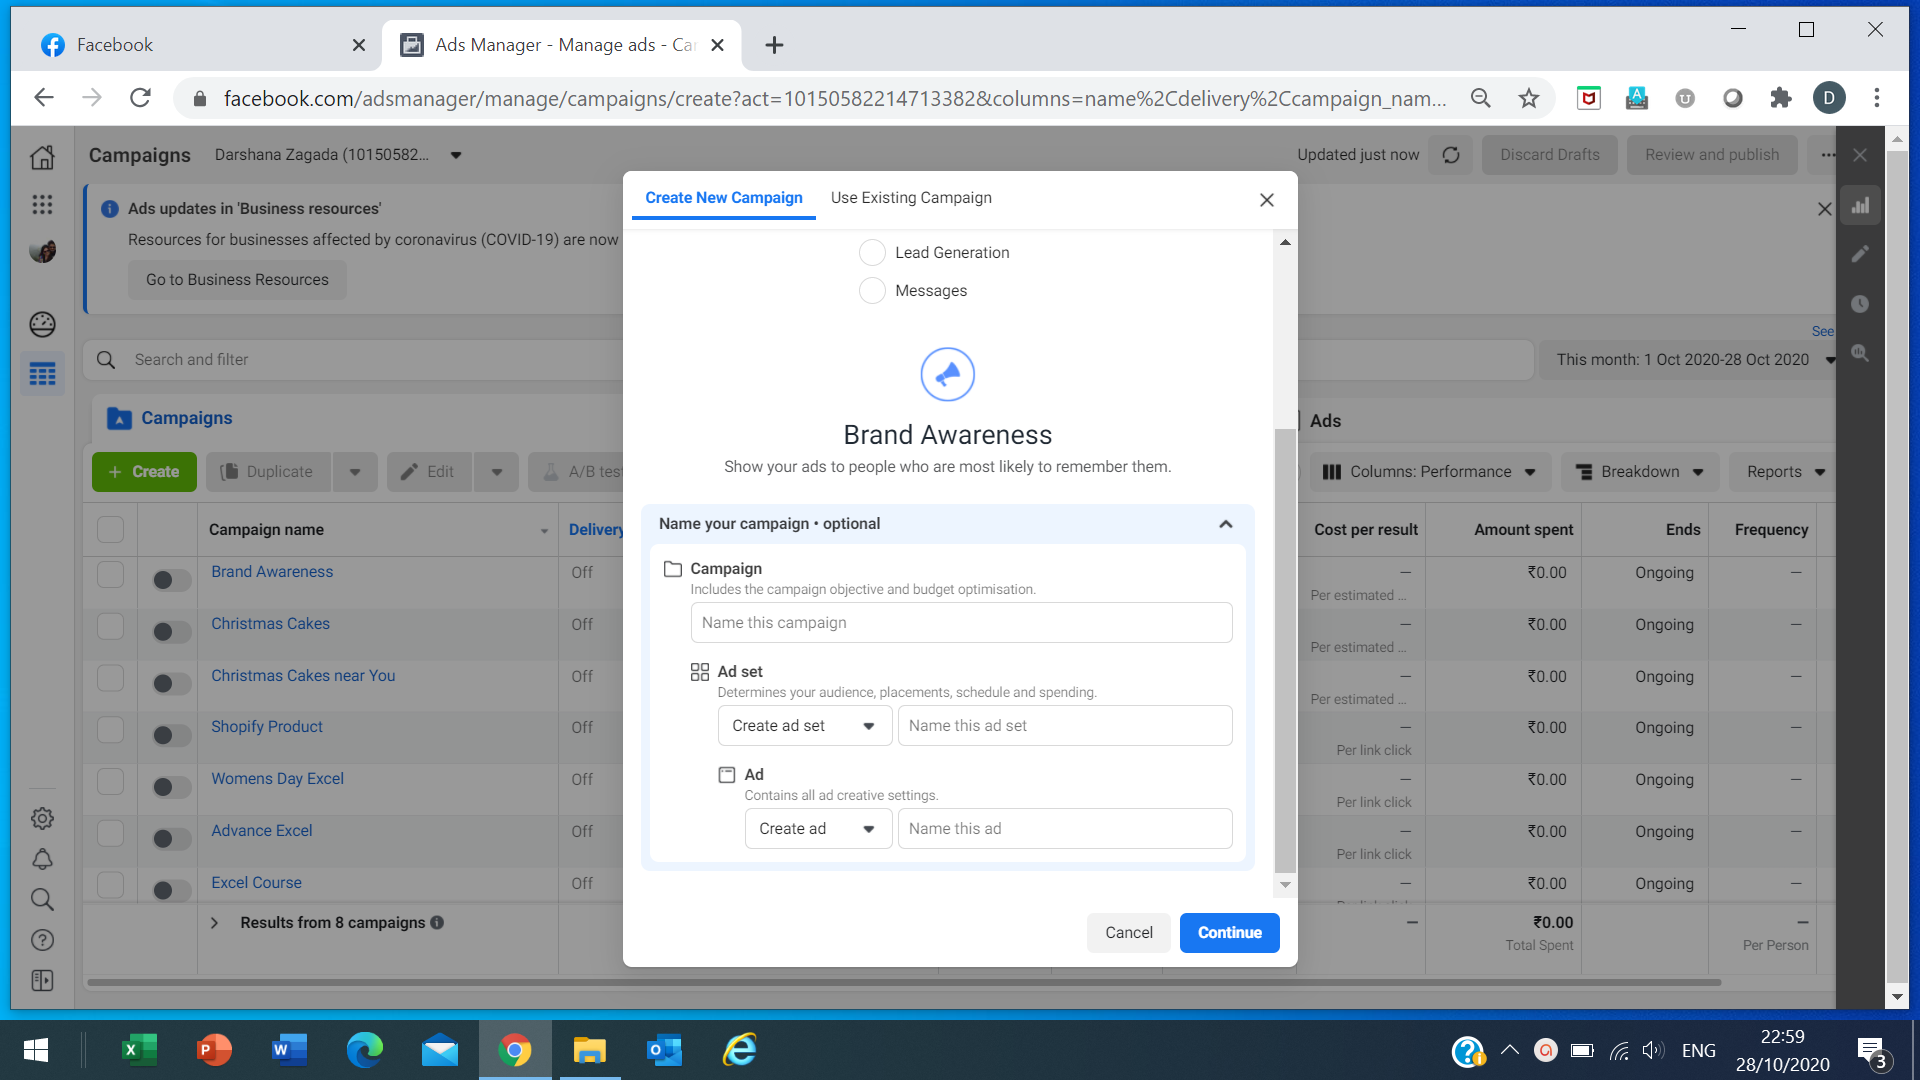 Facebook
Ads Manager - Manage ads - Ca
facebook.com/adsmanager/manage/campaigns/create?act=10150582214713382&columns=name%2Cdelivery%2Ccampaign_nam...
D
Campaigns
Darshana Zagada (10150582...
Updated just now
Discard Drafts
Review and publish
Ads updates in 'Business resources'
Resources for businesses affected by coronavirus (COVID-19) are now
Go to Business Resources
See
Search and filter
This month: 1 Oct 2020-28 Oct 2020
Campaigns
Ads
+ Create
Duplicate
Edit
A/B test
Columns: Performance
Breakdown
Reports
Campaign name
Delivery
Cost per result
Amount spent
Ends
Frequency
Brand Awareness
Off
—
Per estimated ...
₹0.00
Ongoing
—
Christmas Cakes
Off
—
Per estimated ...
₹0.00
Ongoing
—
Christmas Cakes near You
Off
—
Per estimated ...
₹0.00
Ongoing
—
Shopify Product
Off
—
Per link click
₹0.00
Ongoing
—
Womens Day Excel
Off
—
Per link click
₹0.00
Ongoing
—
Advance Excel
Off
—
Per link click
₹0.00
Ongoing
—
Excel Course
Off
—
₹0.00
Ongoing
—
Results from 8 campaigns
—
₹0.00
Total Spent
—
Per Person
Create New Campaign
Use Existing Campaign
Lead Generation
Messages
Brand Awareness
Show your ads to people who are most likely to remember them.
Name your campaign • optional
Campaign
Includes the campaign objective and budget optimisation.
Name this campaign
Ad set
Determines your audience, placements, schedule and spending.
Create ad set
Name this ad set
Ad
Contains all ad creative settings.
Create ad
Name this ad
Cancel
Continue
ENG
22:59
28/10/2020
3